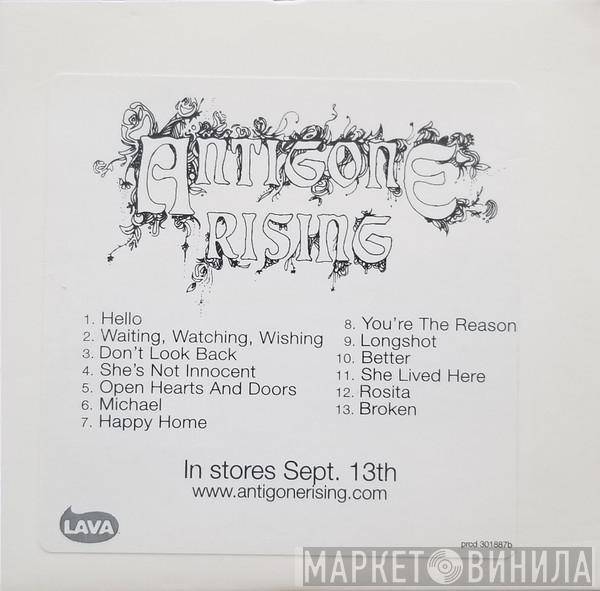 ANTIGONE
RISING
1. Hello
2. Waiting, Watching, Wishing
3. Don't Look Back
4. She's Not Innocent
5. Open Hearts And Doors
6. Michael
7. Happy Home
8. You're The Reason
9. Longshot
10. Better
11. She Lived Here
12. Rosita
13. Broken
In stores Sept. 13th
www.antigonerising.com
LAVA
prcd 301887b
МАРКЕТ ВИНИЛА